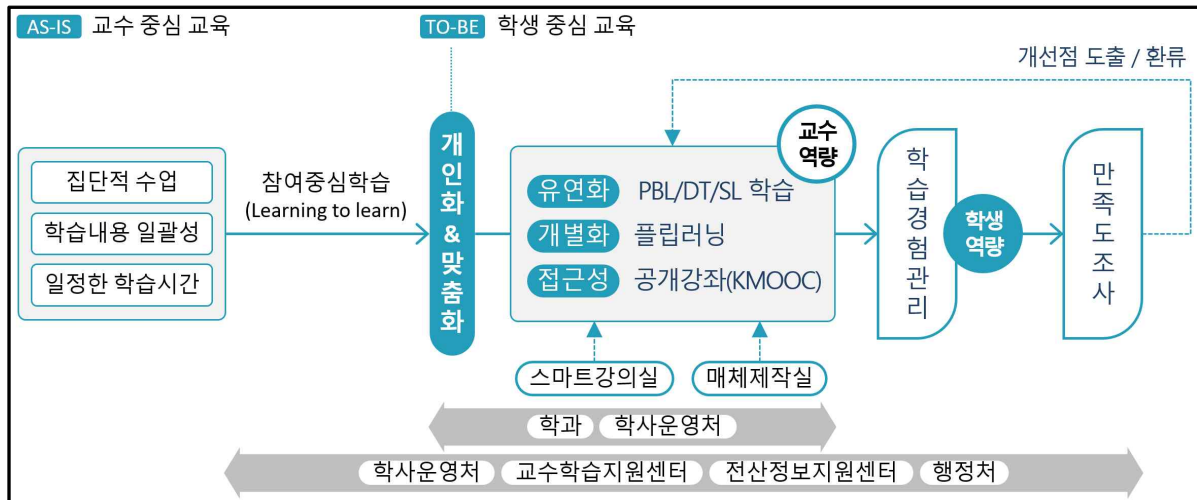 AS-IS 교수 중심 교육
TO-BE 학생 중심 교육
개선점 도출 / 환류
집단적 수업
학습내용 일괄성
일정한 학습시간
참여중심학습
(Learning to learn)
개인화 & 맞춤화
교수
역량
유연화 PBL/DT/SL 학습
개별화 플립러닝
접근성 공개강좌(KMOOC)
학습경험관리
학생
역량
만족도조사
스마트강의실
매체제작실
학과 학사운영처
학사운영처 교수학습지원센터 전산정보지원센터 행정처